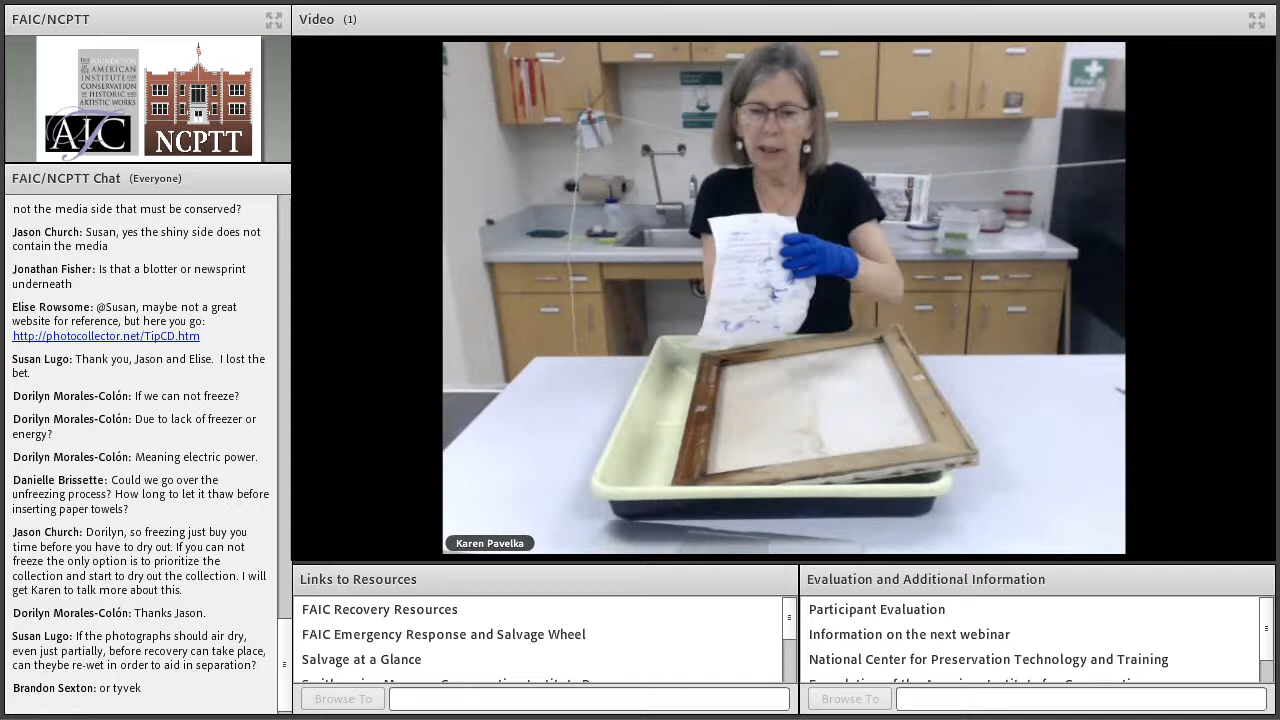 FAIC/NCPTT
Video (1)
THE FOUNDATION
OF THE AMERICAN
INSTITUTE FOR
CONSERVATION
OF HISTORIC AND
ARTISTIC WORKS
AIC
NCPTT
FAIC/NCPTT Chat (Everyone)
not the media side that must be conserved?
Jason Church: Susan, yes the shiny side does not
contain the media
Jonathan Fisher: Is that a blotter or newsprint
underneath
Elise Rowsome: @Susan, maybe not a great
website for reference, but here you go:
http://photocollector.net/TipCD.htm
Susan Lugo: Thank you, Jason and Elise.  I lost the
bet.
Dorilyn Morales-Colón: If we can not freeze?
Dorilyn Morales-Colón: Due to lack of freezer or
energy?
Dorilyn Morales-Colón: Meaning electric power.
Danielle Brissette: Could we go over the
unfreezing process? How long to let it thaw before
inserting paper towels?
Jason Church: Dorilyn, so freezing just buy you
time before you have to dry out. If you can not
freeze the only option is to prioritize the
collection and start to dry out the collection. I will
get Karen to talk more about this.
Dorilyn Morales-Colón: Thanks Jason.
Susan Lugo: If the photographs should air dry,
even just partially, before recovery can take place,
can theybe re-wet in order to aid in separation?
Brandon Sexton: or tyvek
Karen Pavelka
Links to Resources
FAIC Recovery Resources
FAIC Emergency Response and Salvage Wheel
Salvage at a Glance
Browse To
Evaluation and Additional Information
Participant Evaluation
Information on the next webinar
National Center for Preservation Technology and Training
Browse To